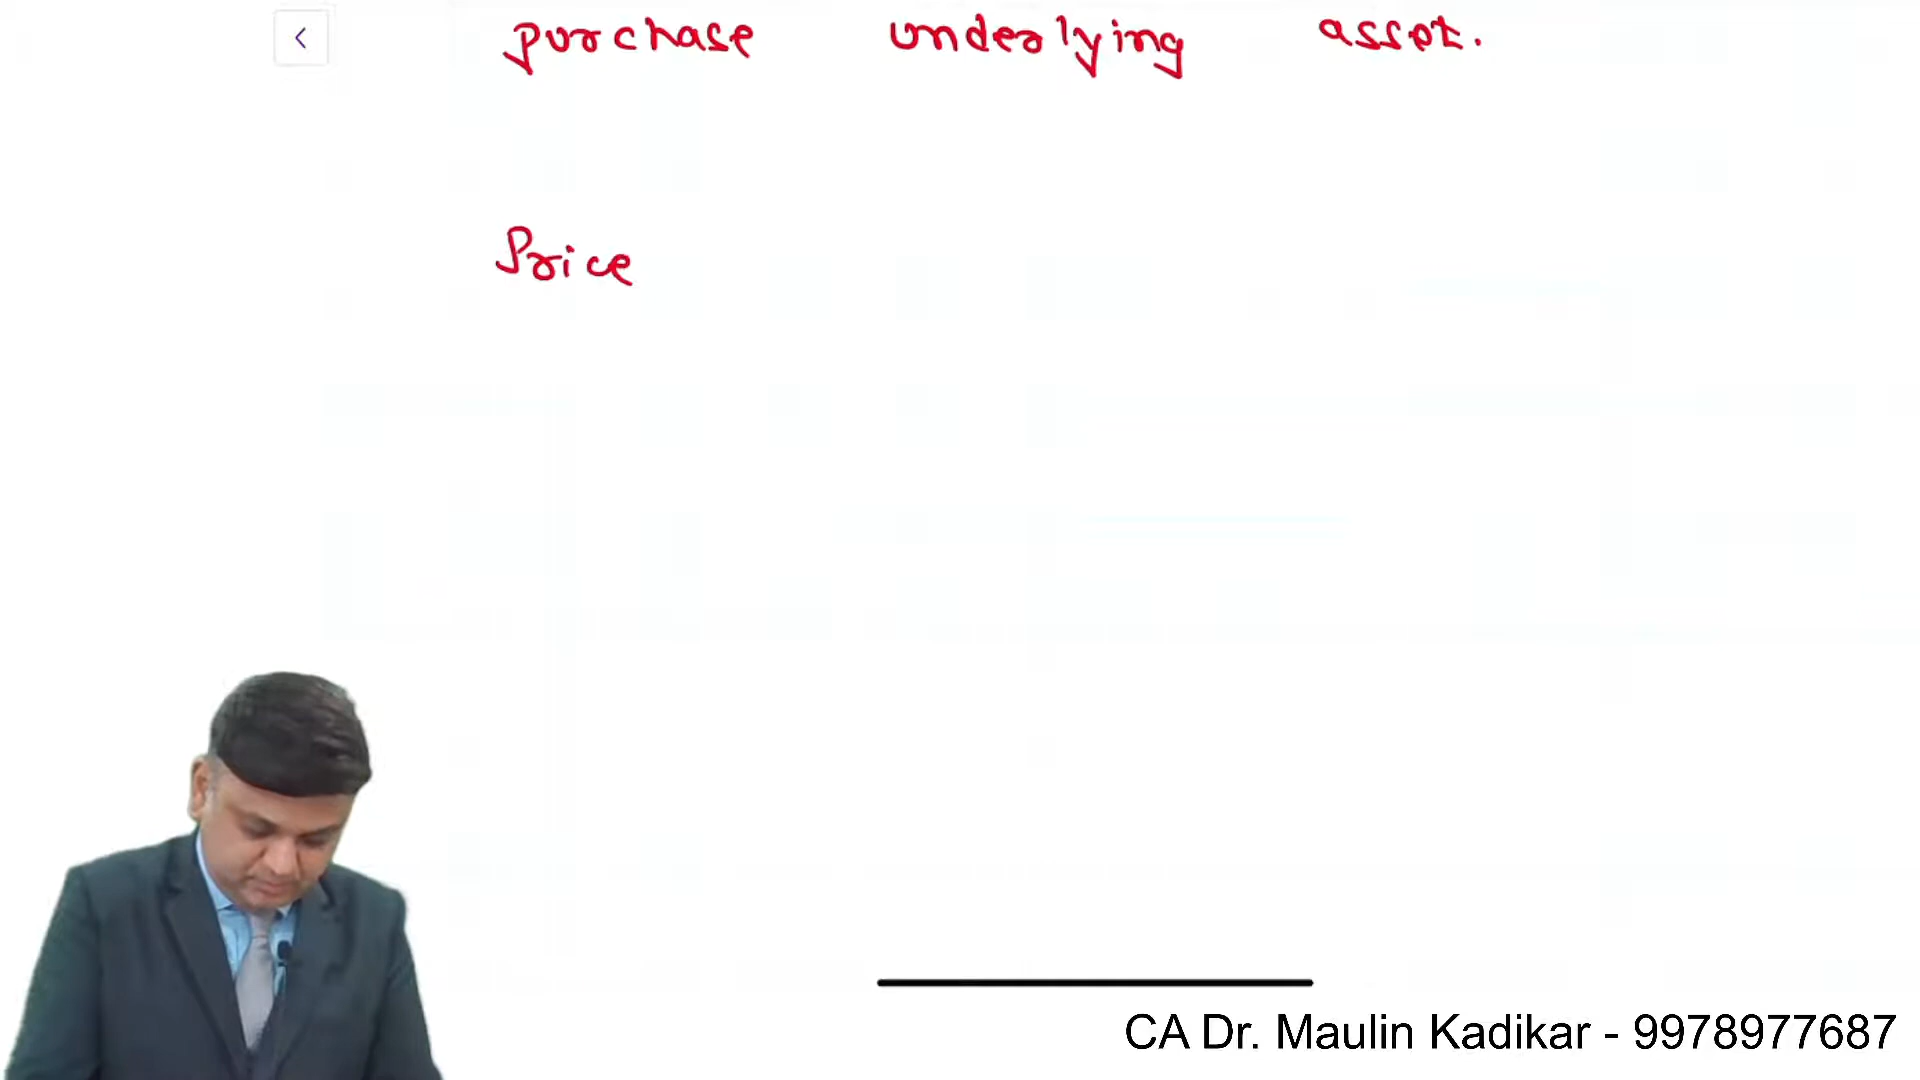 purchase underlying asset.
Price
CA Dr. Maulin Kadikar - 9978977687